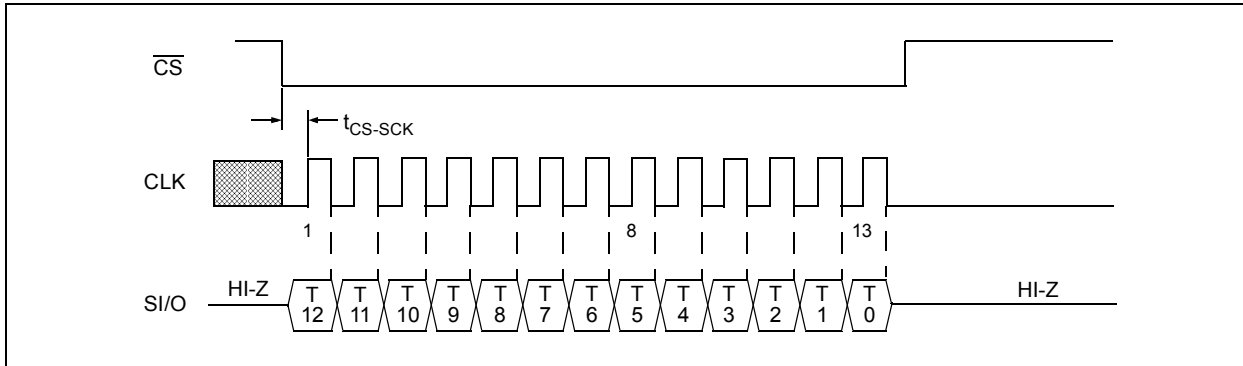 CS
tCS-SCK
CLK
1 8 13
SI/O HI-Z T 12 T 11 T 10 T 9 T 8 T 7 T 6 T 5 T 4 T 3 T 2 T 1 T 0 HI-Z